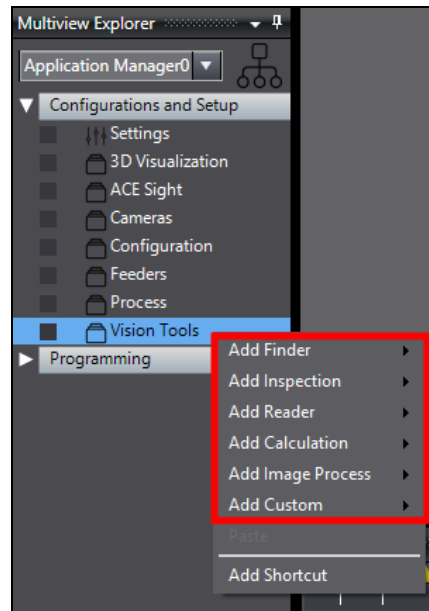 Multiview Explorer
Application Manager0
Configurations and Setup
Settings
3D Visualization
ACE Sight
Cameras
Configuration
Feeders
Process
Vision Tools
Programming
Add Finder
Add Inspection
Add Reader
Add Calculation
Add Image Process
Add Custom
Paste
Add Shortcut